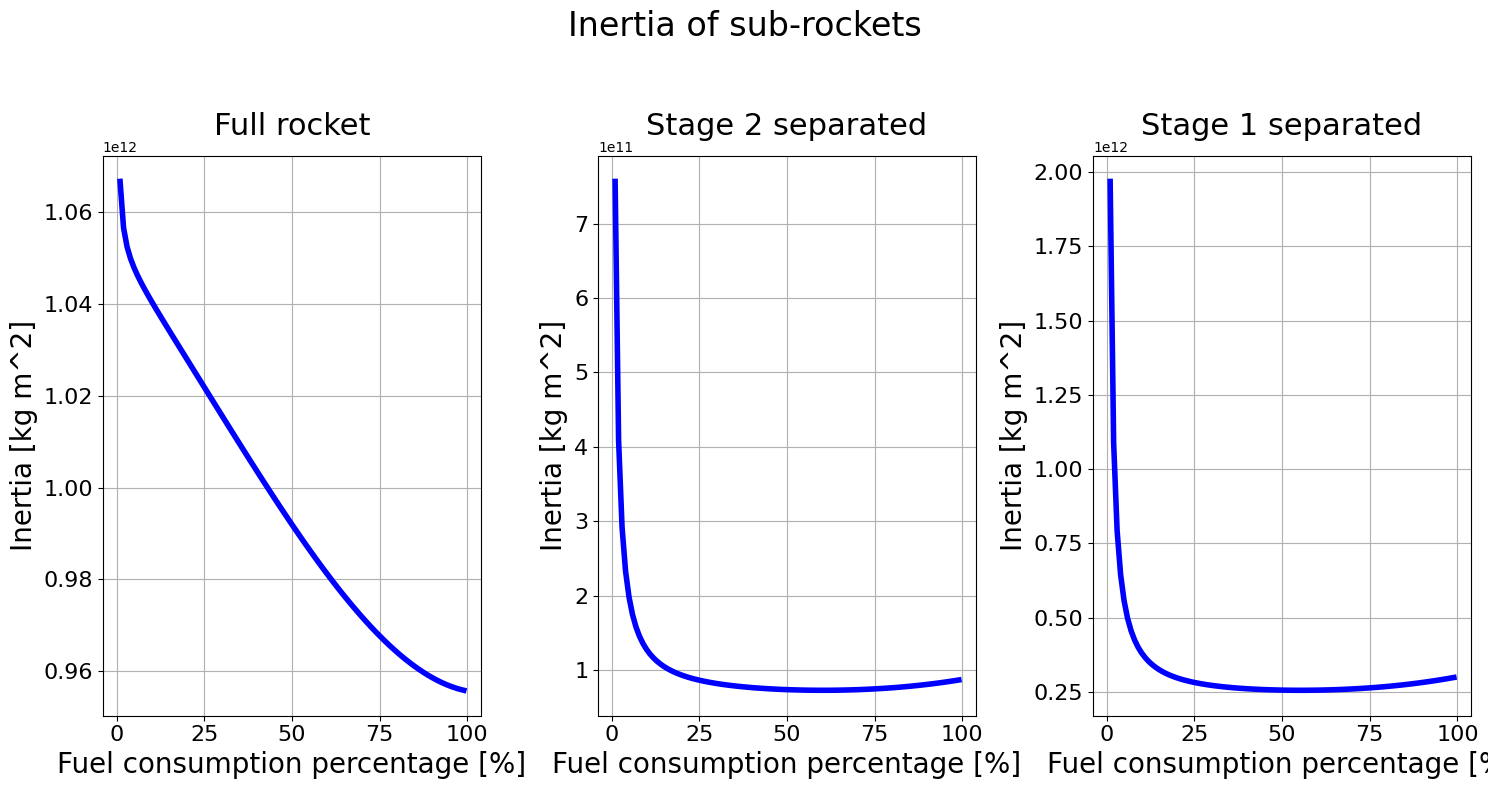 Inertia of sub-rockets
Full rocket
1e12
1.06
1.04
1.02
1.00
0.98
0.96
Inertia [kg m^2]
0 25 50 75 100
Fuel consumption percentage [%]
Stage 2 separated
1e11
7
6
5
4
3
2
1
Inertia [kg m^2]
0 25 50 75 100
Fuel consumption percentage [%]
Stage 1 separated
1e12
2.00
1.75
1.50
1.25
1.00
0.75
0.50
0.25
Inertia [kg m^2]
0 25 50 75 100
Fuel consumption percentage [%